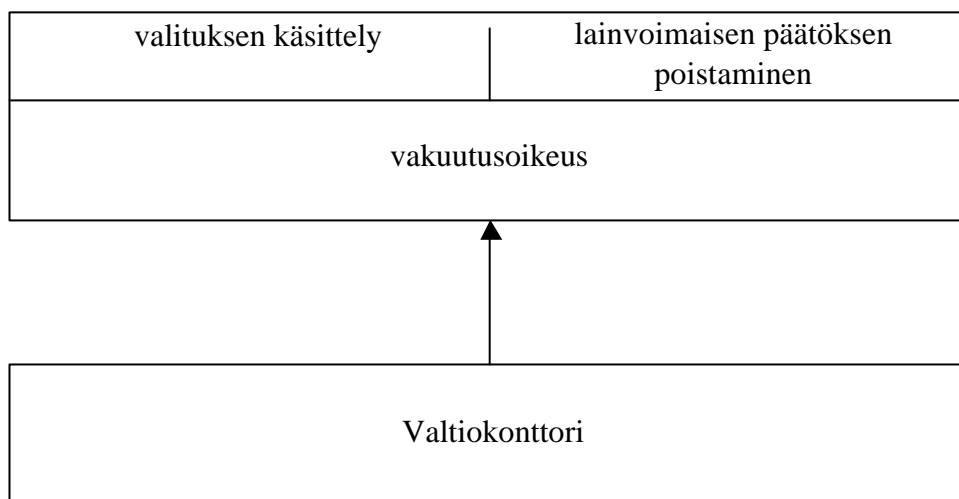 valituksen käsittely
lainvoimaisen päätöksen
poistaminen
vakuutusoikeus
Valtiokonttori